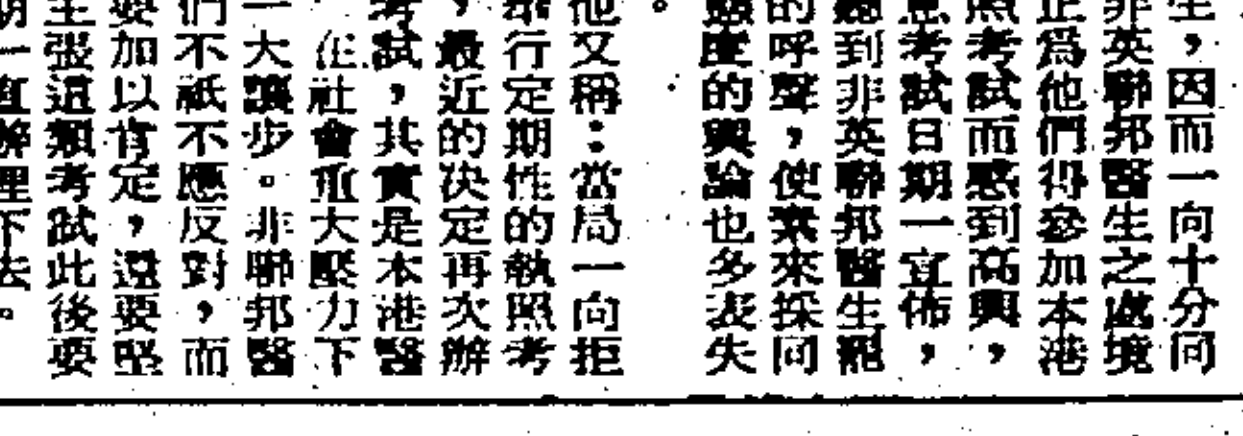 生，因而一向十分同
非英聯邦醫生之處境
正爲他們得參加本港
照考試而感到高興，
意考試日期一宣佈，
聽到非英聯邦醫生罷
的呼聲，使素來採同
態度的輿論也多表失
。
他又稱：當局一向拒
舉行定期性的執照考
，最近的決定再次辦
考試，其實是本港醫
在社會重大壓力下
一大讓步。非聯邦醫
們不祇不應反對，而
要加以肯定，還要堅
主張這類考試此後要
期一直辦理下去。